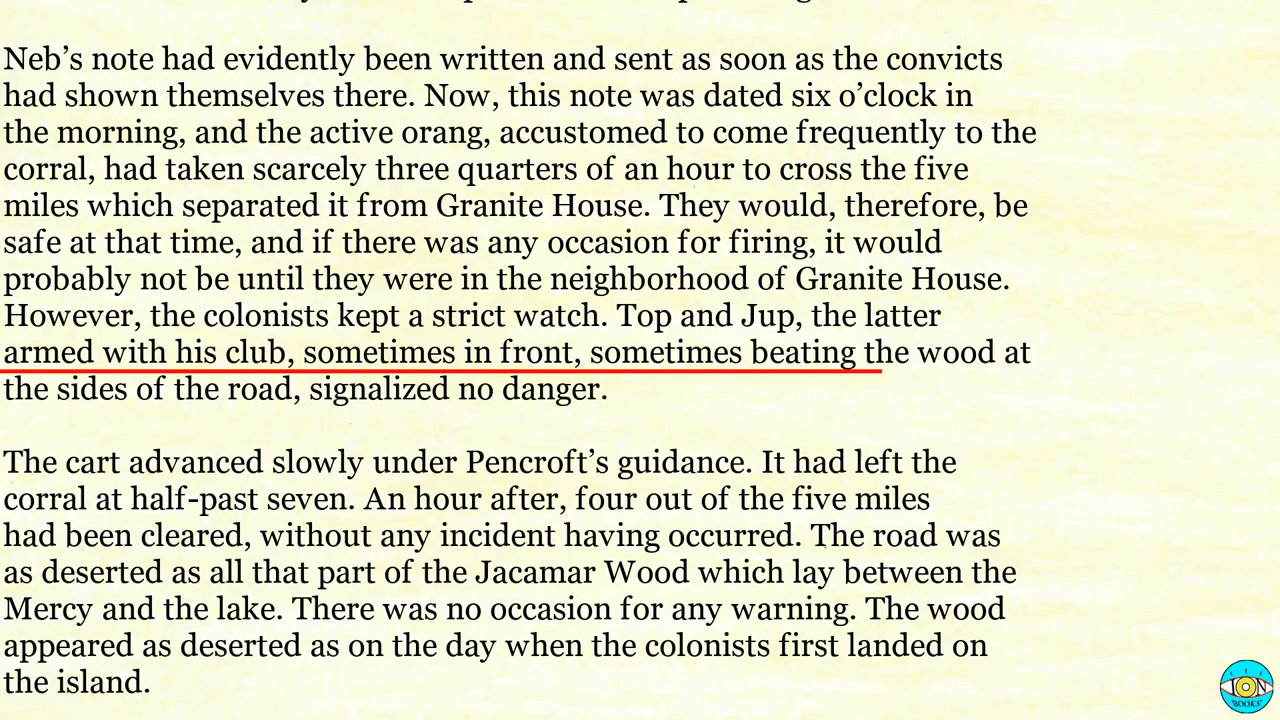 Neb’s note had evidently been written and sent as soon as the convicts
had shown themselves there. Now, this note was dated six o’clock in
the morning, and the active orang, accustomed to come frequently to the
corral, had taken scarcely three quarters of an hour to cross the five
miles which separated it from Granite House. They would, therefore, be
safe at that time, and if there was any occasion for firing, it would
probably not be until they were in the neighborhood of Granite House.
However, the colonists kept a strict watch. Top and Jup, the latter
armed with his club, sometimes in front, sometimes beating the wood at
the sides of the road, signalized no danger.
The cart advanced slowly under Pencroft’s guidance. It had left the
corral at half-past seven. An hour after, four out of the five miles
had been cleared, without any incident having occurred. The road was
as deserted as all that part of the Jacamar Wood which lay between the
Mercy and the lake. There was no occasion for any warning. The wood
appeared as deserted as on the day when the colonists first landed on
the island.
ION
BOOKS